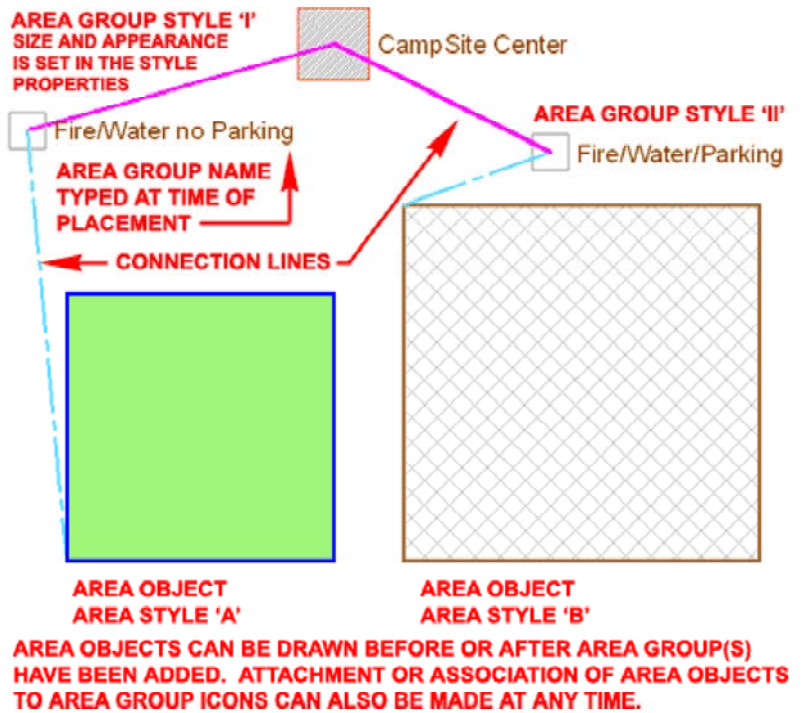 AREA GROUP STYLE ‘I’
SIZE AND APPEARANCE
IS SET IN THE STYLE
PROPERTIES
CampSite Center
AREA GROUP STYLE ‘II’
Fire/Water no Parking
Fire/Water/Parking
AREA GROUP NAME
TYPED AT TIME OF
PLACEMENT
CONNECTION LINES
AREA OBJECT
AREA STYLE ‘A’
AREA OBJECT
AREA STYLE ‘B’
AREA OBJECTS CAN BE DRAWN BEFORE OR AFTER AREA GROUP(S)
HAVE BEEN ADDED. ATTACHMENT OR ASSOCIATION OF AREA OBJECTS
TO AREA GROUP ICONS CAN ALSO BE MADE AT ANY TIME.